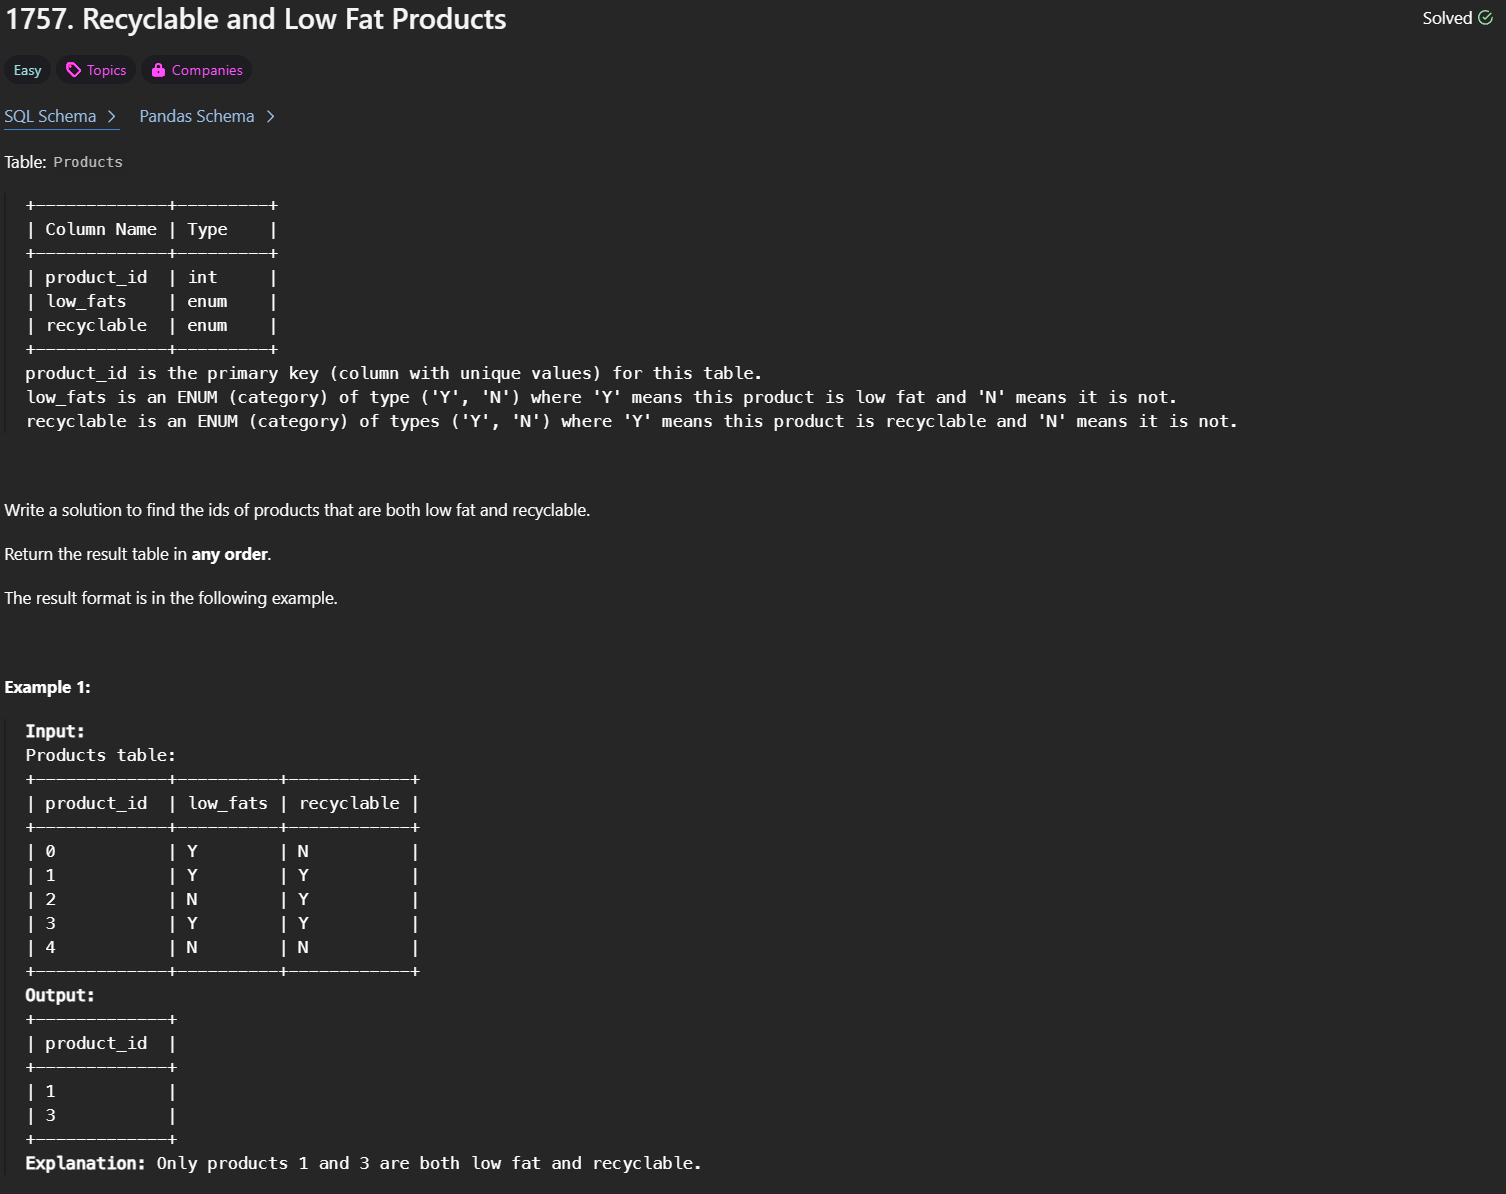 1757. Recyclable and Low Fat Products
Solved
Easy Topics Companies
SQL Schema > Pandas Schema >
Table: Products
+-------------+---------+
| Column Name | Type    |
+-------------+---------+
| product_id  | int     |
| low_fats    | enum    |
| recyclable  | enum    |
+-------------+---------+
product_id is the primary key (column with unique values) for this table.
low_fats is an ENUM (category) of type ('Y', 'N') where 'Y' means this product is low fat and 'N' means it is not.
recyclable is an ENUM (category) of types ('Y', 'N') where 'Y' means this product is recyclable and 'N' means it is not.
Write a solution to find the ids of products that are both low fat and recyclable.
Return the result table in any order.
The result format is in the following example.
Example 1:
Input:
Products table:
+-------------+----------+------------+
| product_id  | low_fats | recyclable |
+-------------+----------+------------+
| 0           | Y        | N          |
| 1           | Y        | Y          |
| 2           | N        | Y          |
| 3           | Y        | Y          |
| 4           | N        | N          |
+-------------+----------+------------+
Output:
+-------------+
| product_id  |
+-------------+
| 1           |
| 3           |
+-------------+
Explanation: Only products 1 and 3 are both low fat and recyclable.